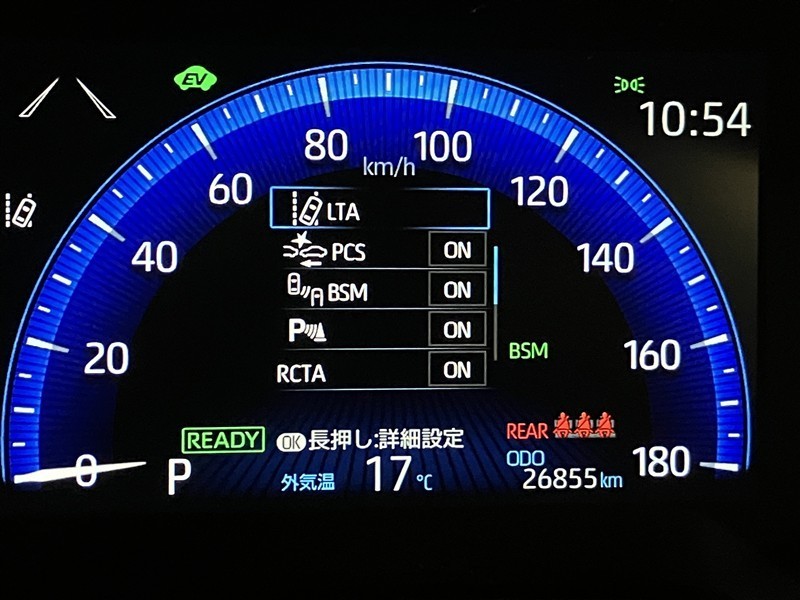 EV
10:54
80
100
km/h
60
120
LTA
40
PCS ON
140
BSM ON
P ON
20
BSM
160
RCTA ON
READY
OK 長押し:詳細設定
REAR
0
P
外気温 17 ℃
ODO
26855 km
180